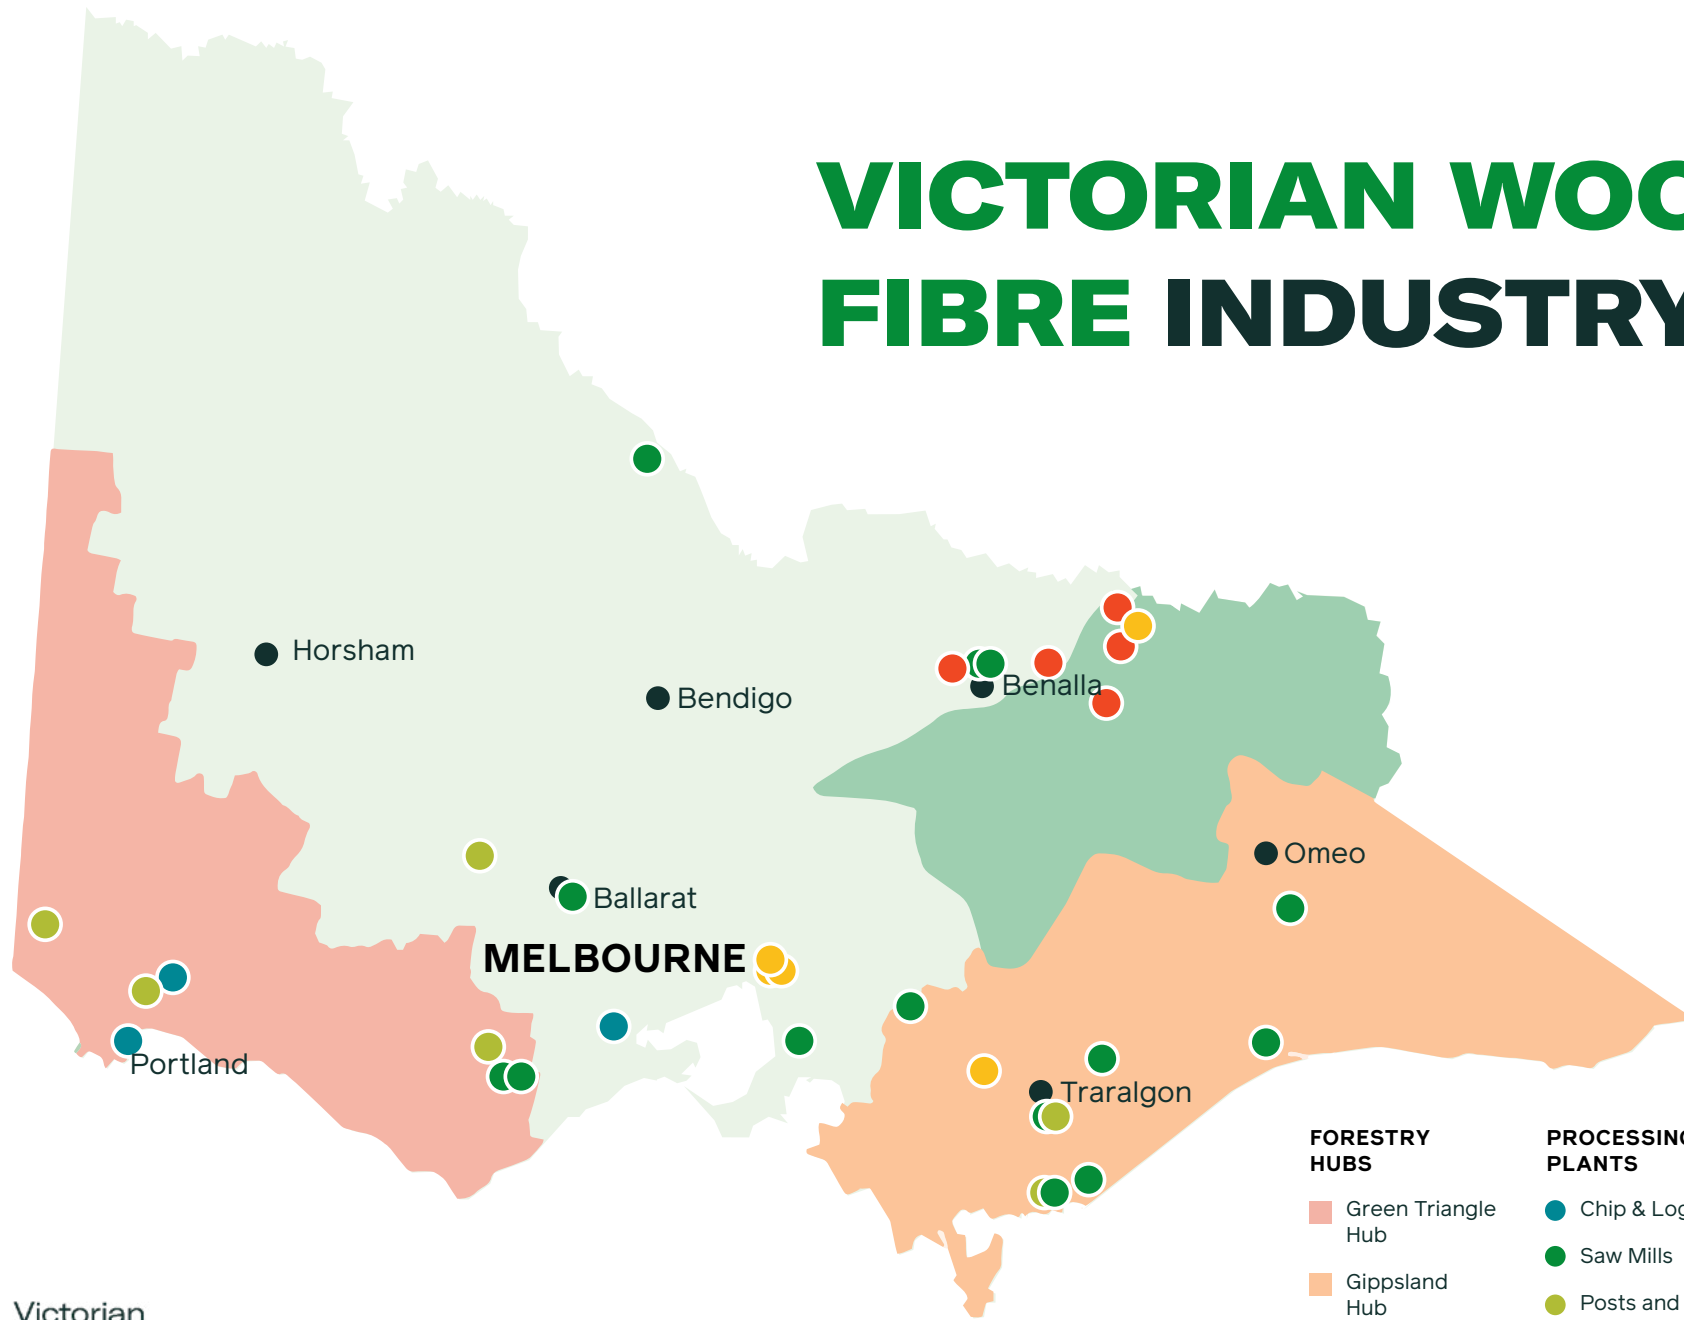 VICTORIAN
FIBRE INDUSTRY
Horsham
Bendigo
Benalla
Omeo
Ballarat
MELBOURNE
Portland
Traralgon
FORESTRY
HUBS
Green Triangle
Hub
Gippsland
Hub
PROCESSING
PLANTS
Chip & Log
Saw Mills
Posts and
Victorian